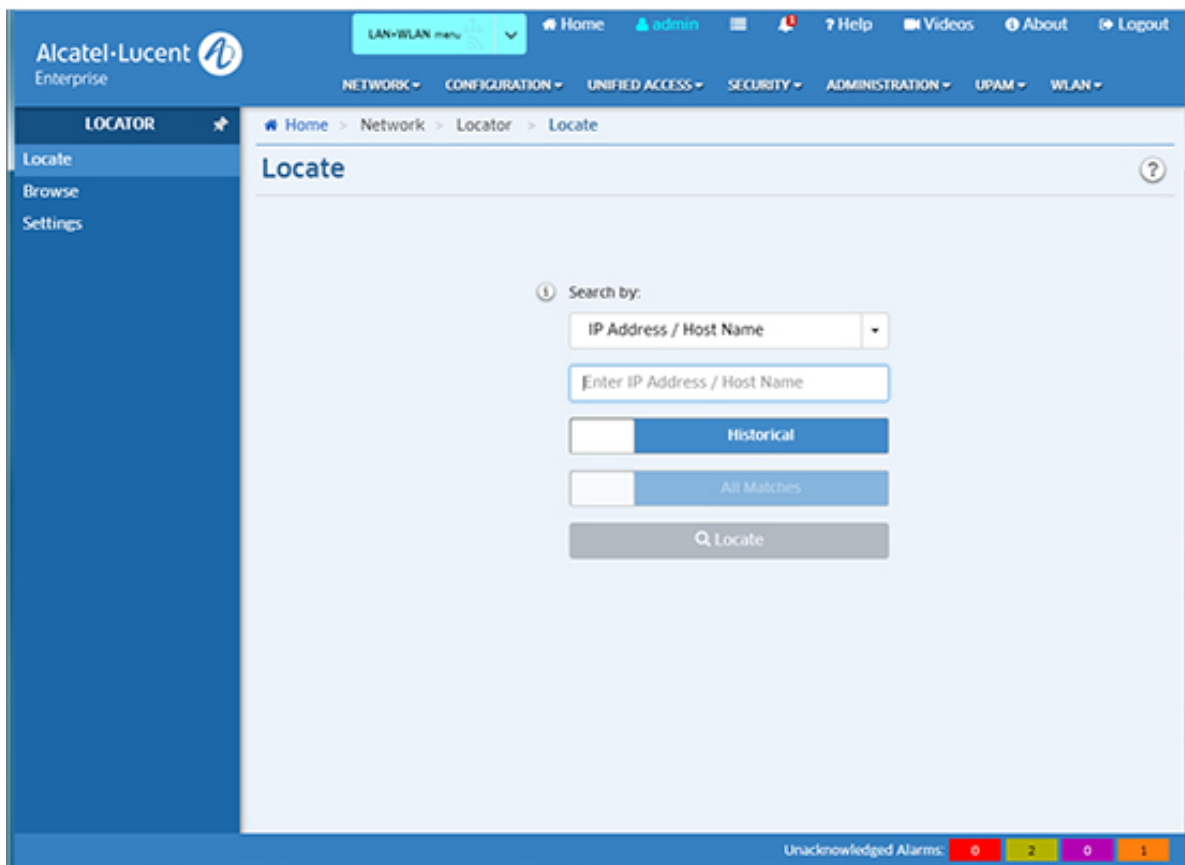 Alcatel·Lucent
Enterprise
LAN+WLAN menu
Home
admin
1
? Help
Videos
About
Logout
NETWORK
CONFIGURATION
UNIFIED ACCESS
SECURITY
ADMINISTRATION
UPAM
WLAN
LOCATOR
Locate
Browse
Settings
Home > Network > Locator > Locate
Locate
?
Search by:
IP Address / Host Name
Enter IP Address / Host Name
Historical
All Matches
Locate
Unacknowledged Alarms: 0 2 0 1